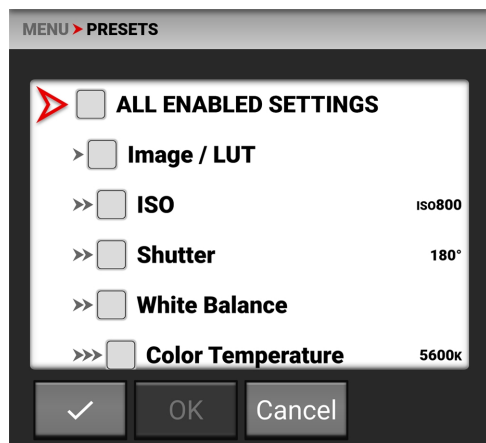 MENU > PRESETS
ALL ENABLED SETTINGS
Image / LUT
ISO ISO800
Shutter 180°
White Balance
Color Temperature 5600K
OK Cancel